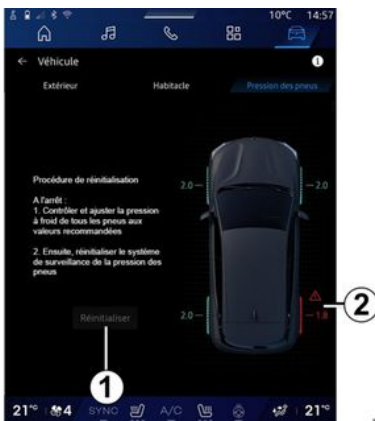 10°C 14:57
← Véhicule
Extérieur Habitacle Pression des pneus
Procédure de réinitialisation
A l'arrêt :
1. Contrôler et ajuster la pression
à froid de tous les pneus aux
valeurs recommandées
2. Ensuite, réinitialiser le système
de surveillance de la pression des
pneus
2.0 2.0
2.0 1.8
2
Réinitialiser
1
21°° 4 SYNC A/C 21°°